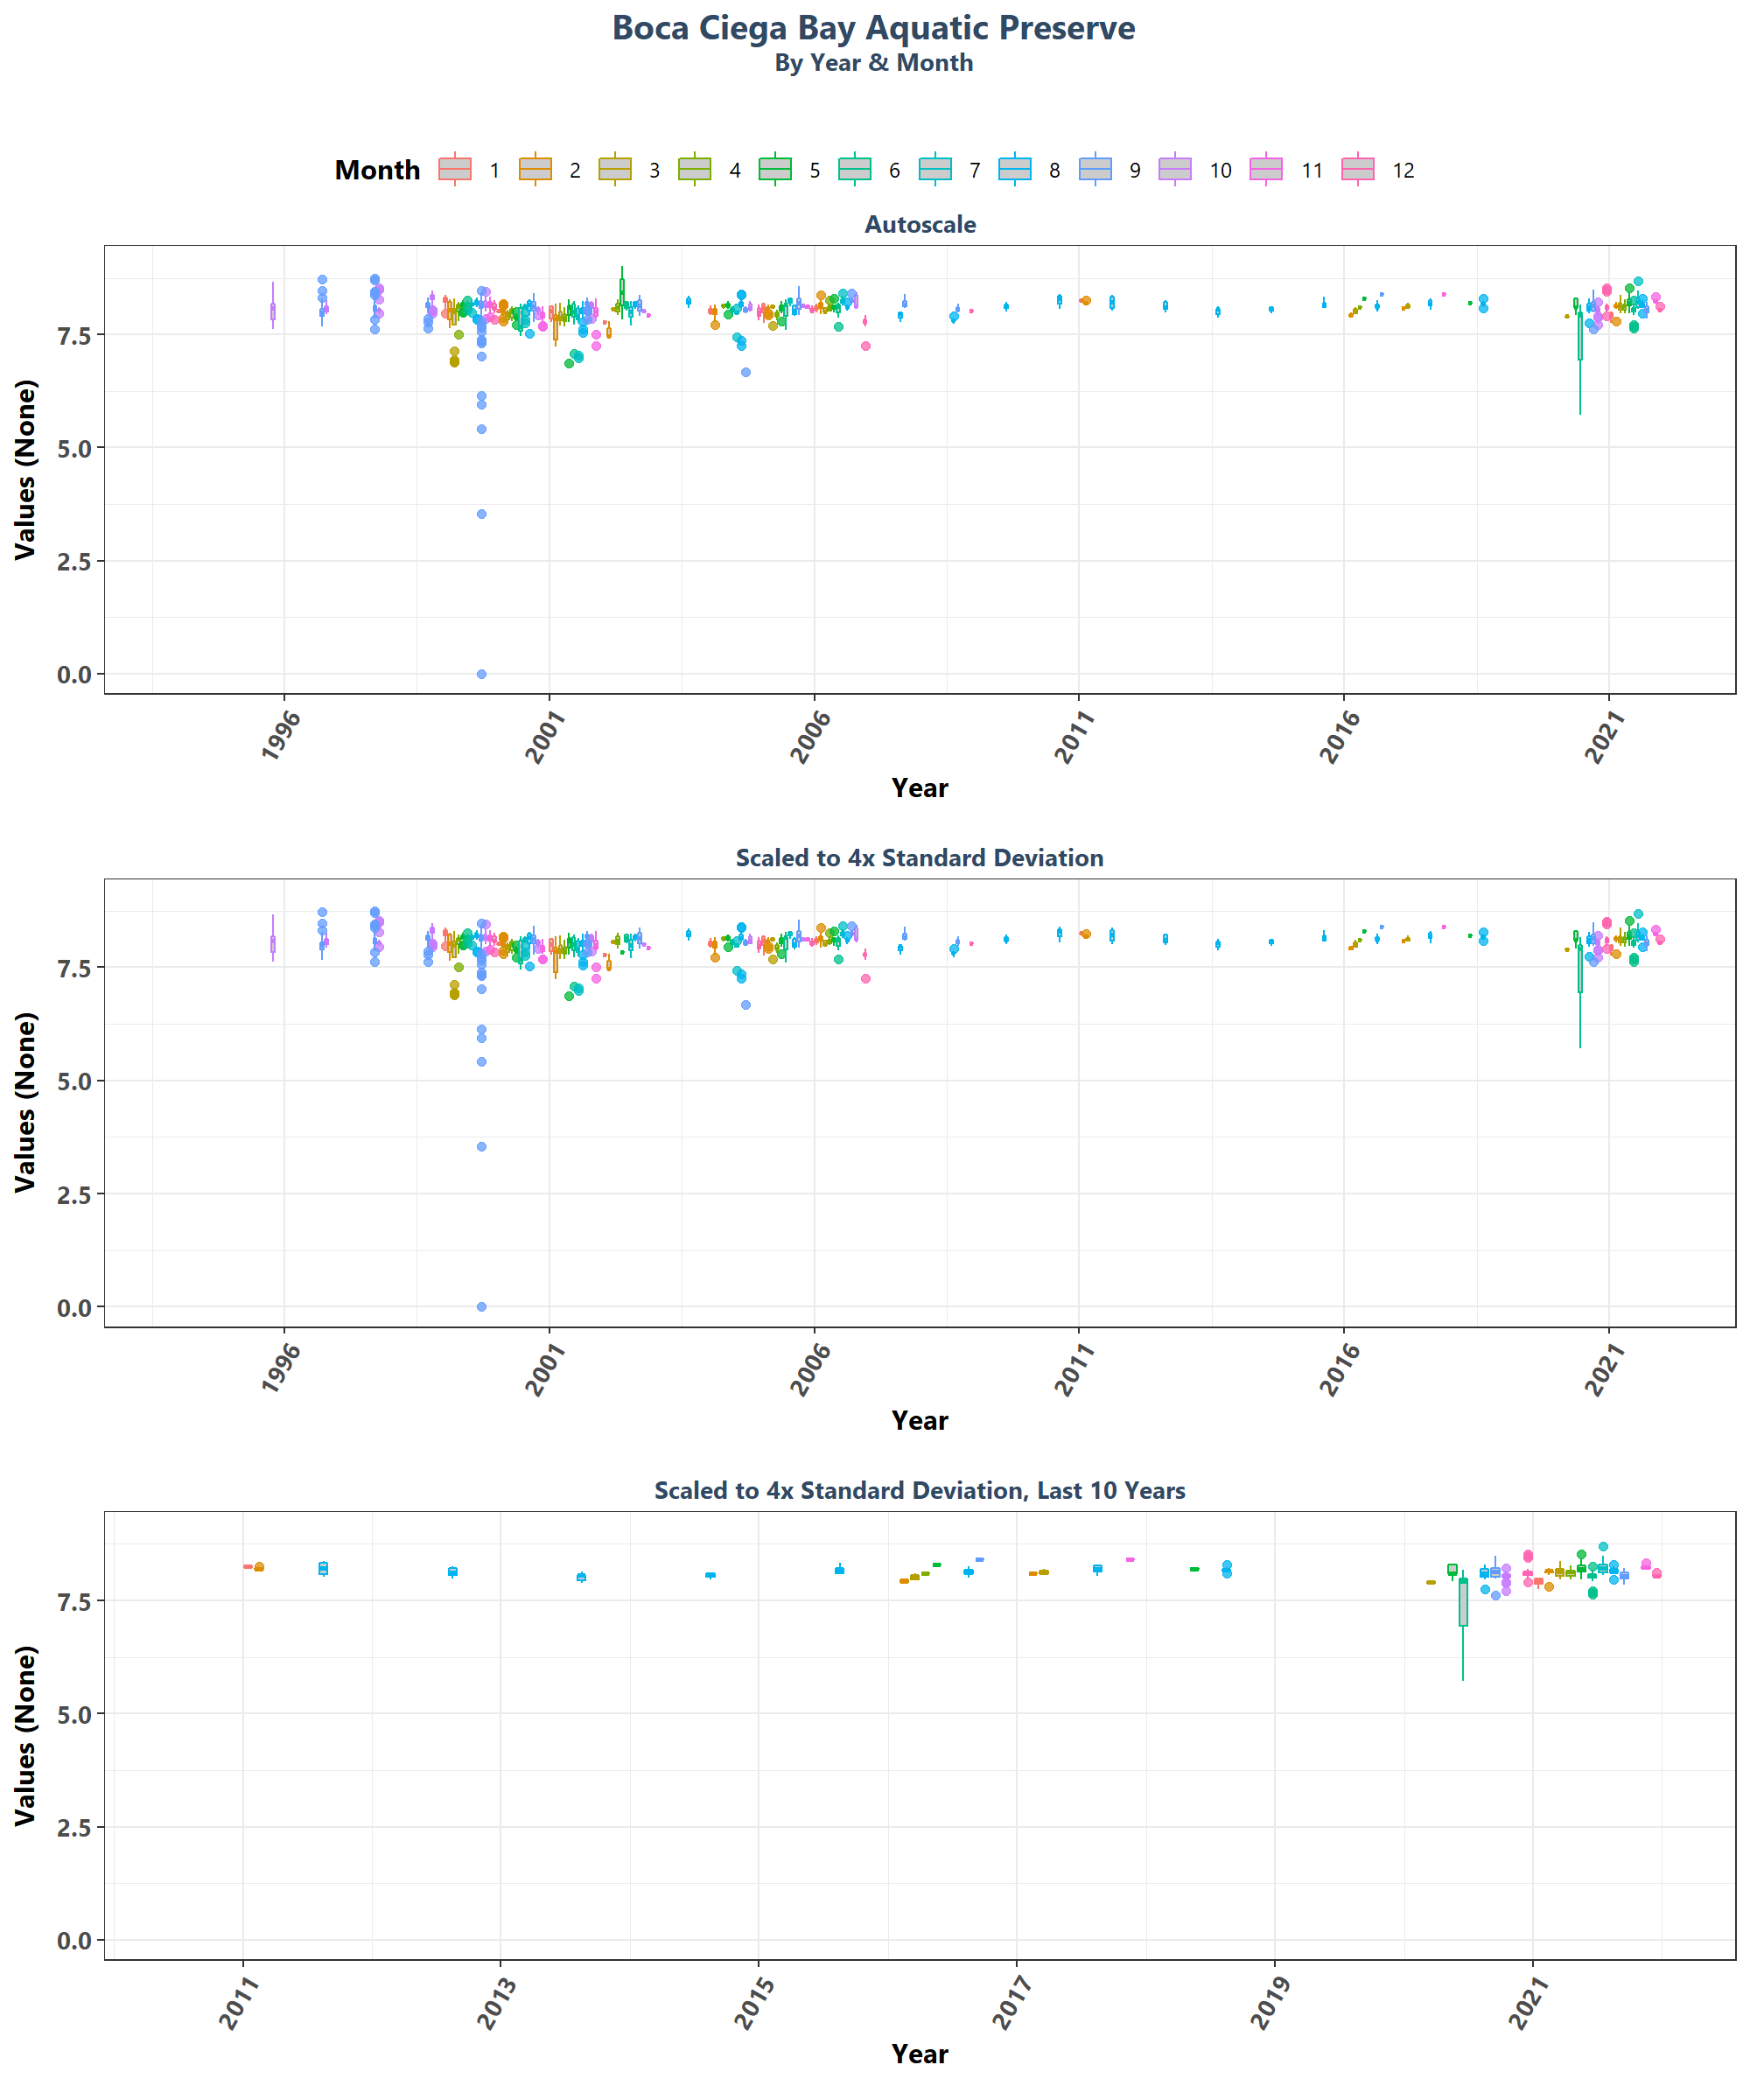 Boca Ciega Bay Aquatic Preserve
By Year & Month
Month 1 2 3 4 5 6 7 8 9 10 11 12
Autoscale
Values (None)
7.5
5.0
2.5
0.0
1996 2001 2006 2011 2016 2021
Year
Scaled to 4x Standard Deviation
Values (None)
7.5
5.0
2.5
0.0
1996 2001 2006 2011 2016 2021
Year
Scaled to 4x Standard Deviation, Last 10 Years
Values (None)
7.5
5.0
2.5
0.0
2011 2013 2015 2017 2019 2021
Year